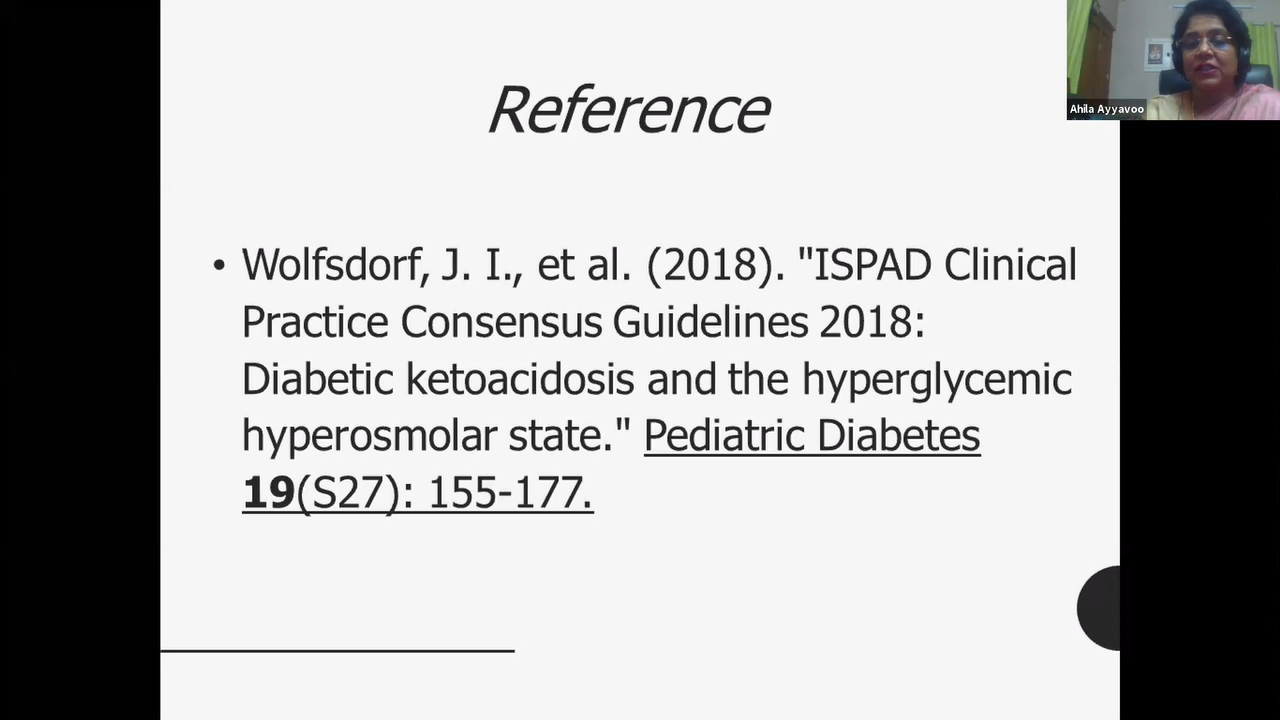 Reference
• Wolfsdorf, J. I., et al. (2018). "ISPAD Clinical
Practice Consensus Guidelines 2018:
Diabetic ketoacidosis and the hyperglycemic
hyperosmolar state." Pediatric Diabetes
19(S27): 155-177.
Ahila Ayyavoo